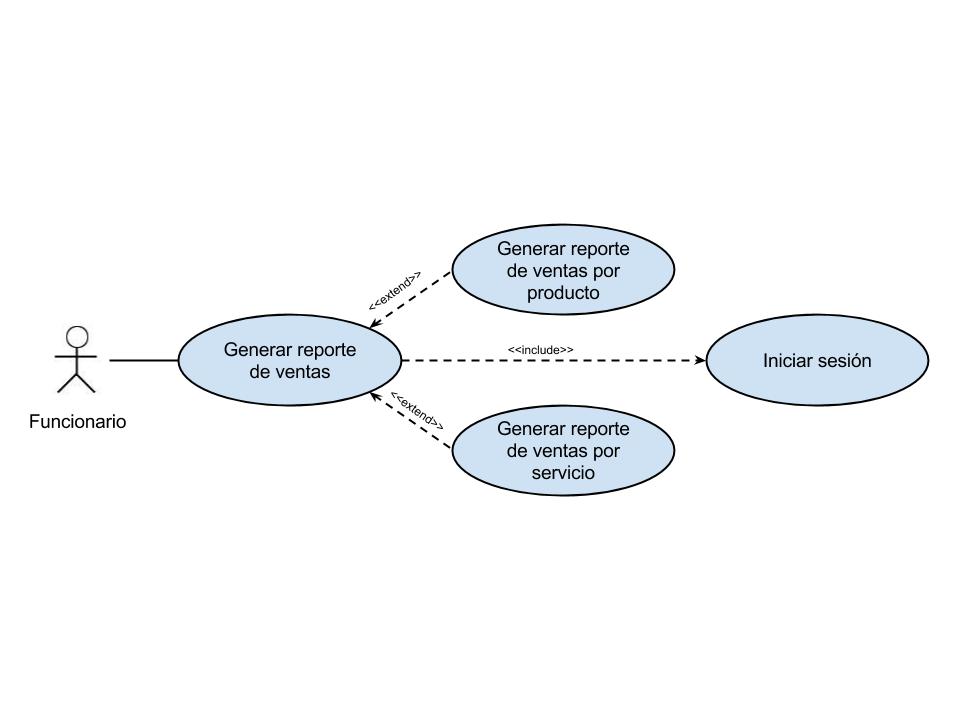 Generar reporte
de ventas por
producto
<<extend>>
Generar reporte
de ventas
<<include>>
Iniciar sesión
<<extend>>
Funcionario
Generar reporte
de ventas por
servicio